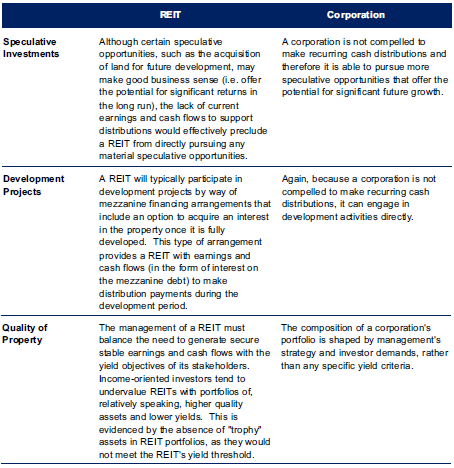 REIT
Corporation
Speculative
Investments
Although certain speculative
opportunities, such as the acquisition
of land for future development, may
make good business sense (i.e. offer
the potential for significant returns in
the long run), the lack of current
earnings and cash flows to support
distributions would effectively preclude
a REIT from directly pursuing any
material speculative opportunities.
A corporation is not compelled to
make recurring cash distributions and
therefore it is able to pursue more
speculative opportunities that offer the
potential for significant future growth.
Development
Projects
A REIT will typically participate in
development projects by way of
mezzanine financing arrangements that
include an option to acquire an interest
in the property once it is fully
developed.  This type of arrangement
provides a REIT with earnings and
cash flows (in the form of interest on
the mezzanine debt) to make
distribution payments during the
development period.
Again, because a corporation is not
compelled to make recurring cash
distributions, it can engage in
development activities directly.
Quality of
Property
The management of a REIT must
balance the need to generate secure
stable earnings and cash flows with the
yield objectives of its stakeholders.
Income-oriented investors tend to
undervalue REITs with portfolios of,
relatively speaking, higher quality
assets and lower yields.  This is
evidenced by the absence of "trophy"
assets in REIT portfolios, as they would
not meet the REIT's yield threshold.
The composition of a corporation's
portfolio is shaped by management's
strategy and investor demands, rather
than any specific yield criteria.